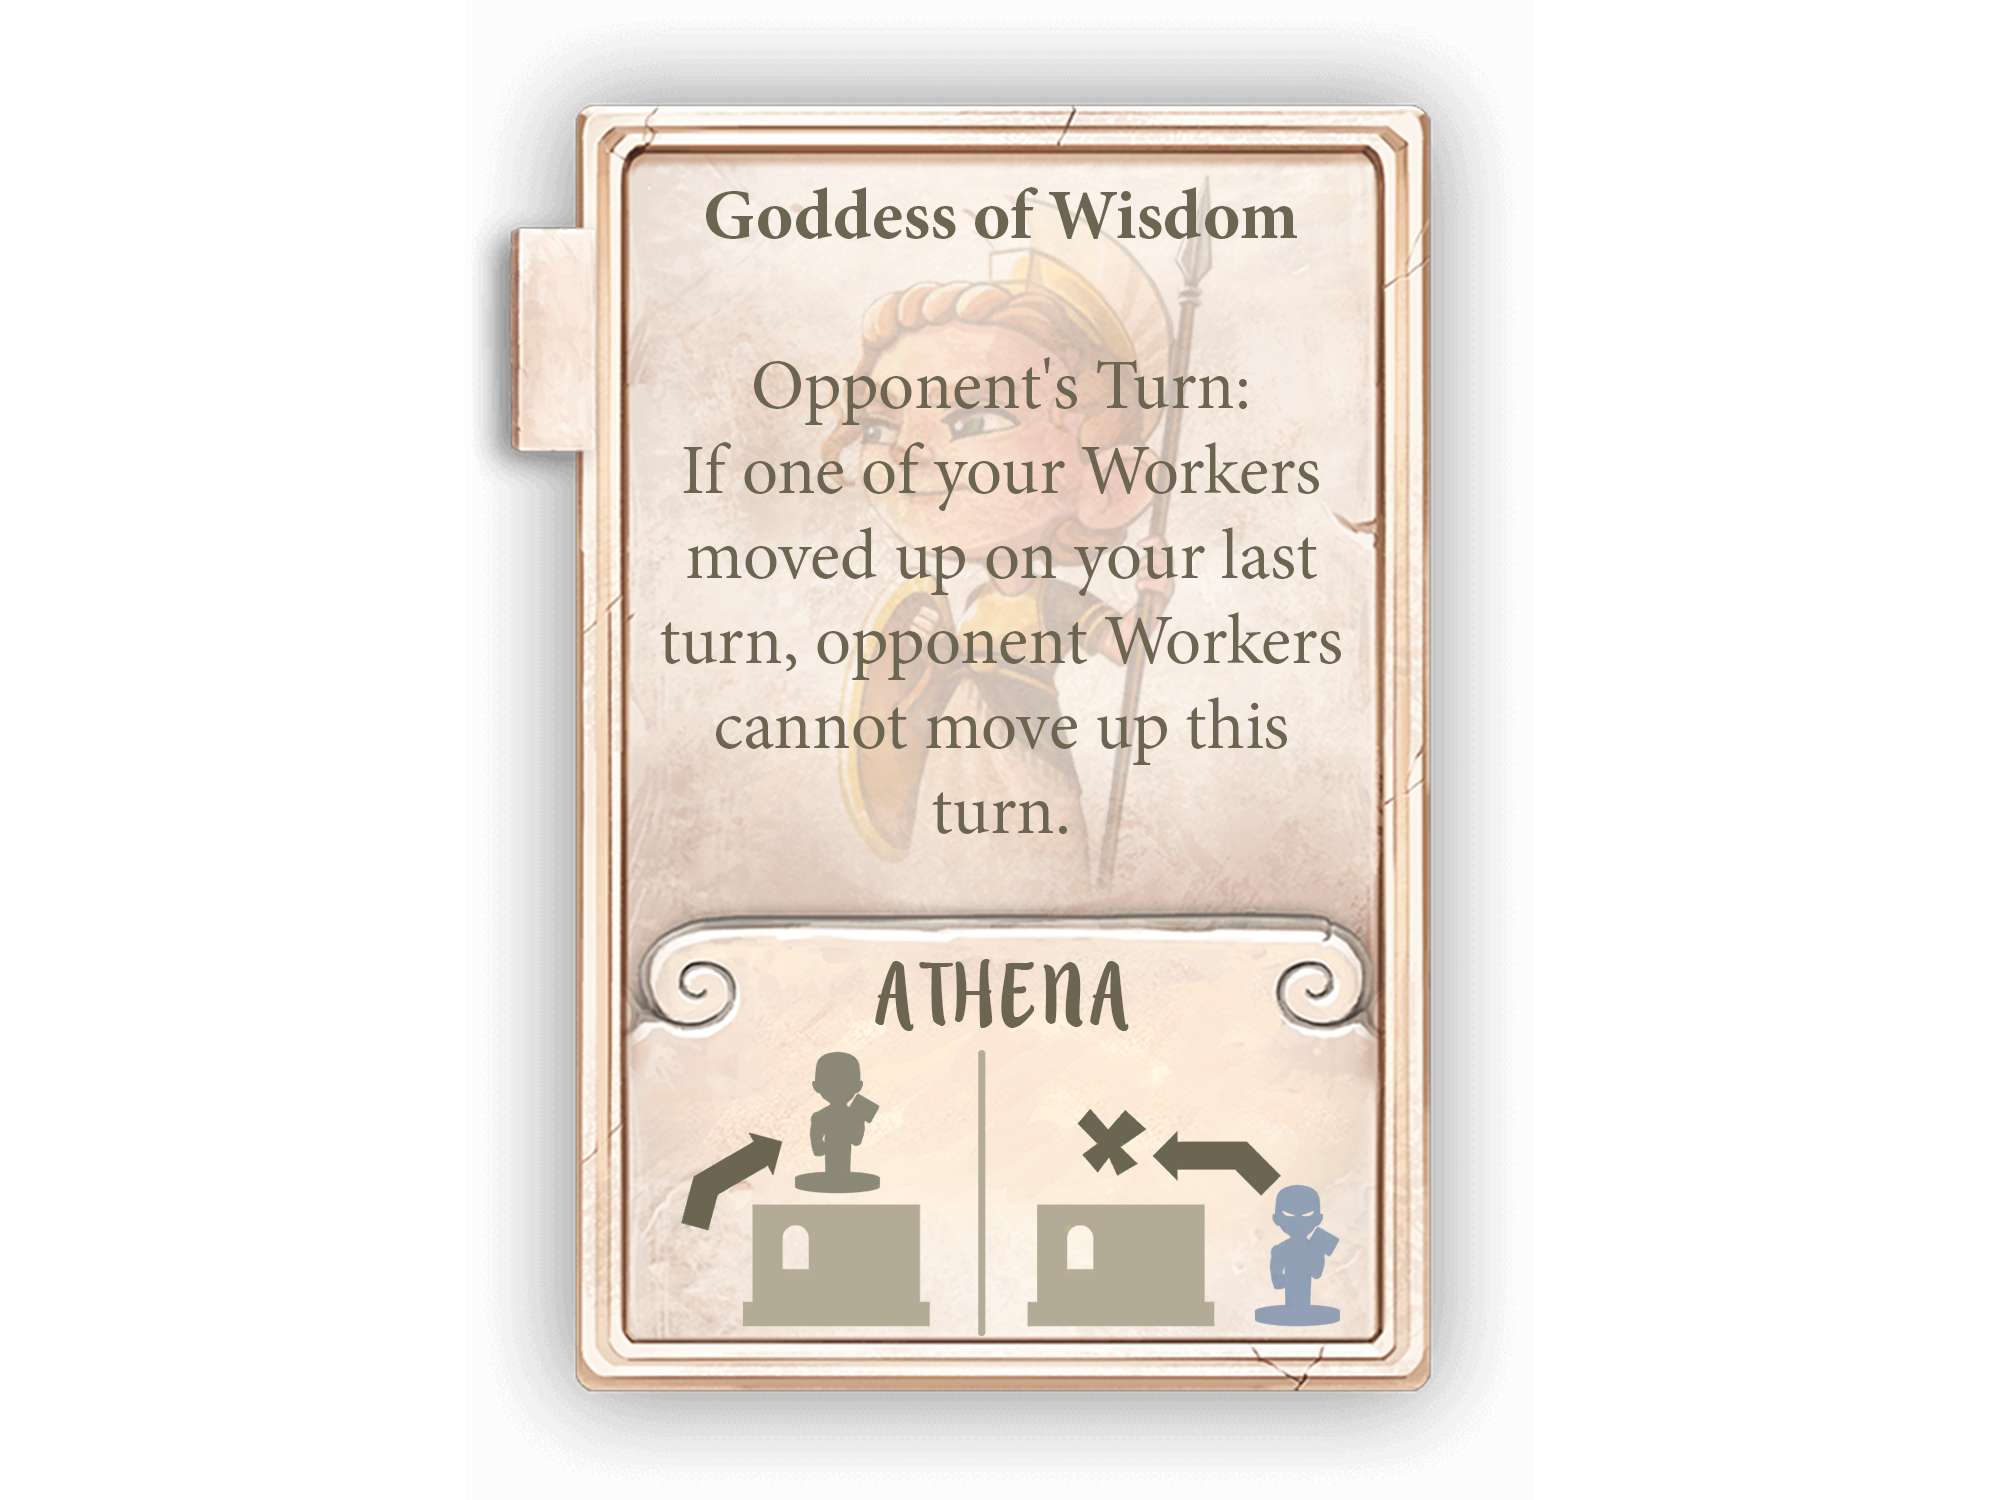 Goddess of Wisdom
Opponent's Turn:
If one of your Workers
moved up on your last
turn, opponent Workers
cannot move up this
turn.
ATHENA